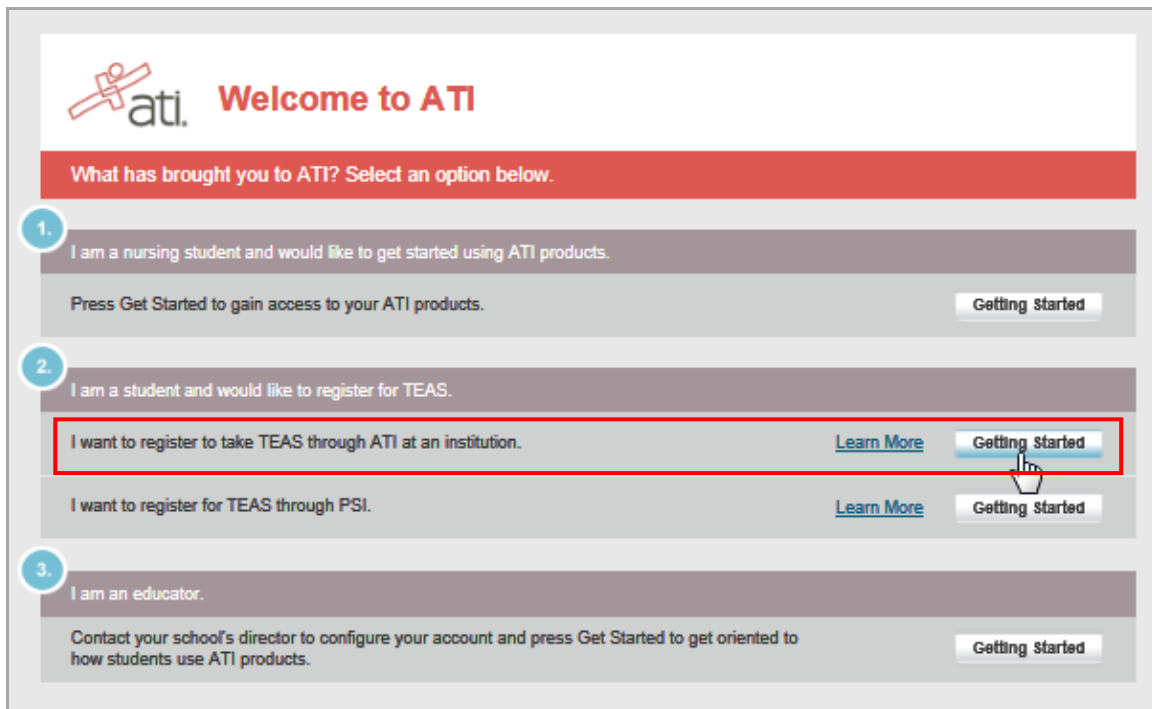 ati.
Welcome to ATI
What has brought you to ATI? Select an option below.
1.
I am a nursing student and would like to get started using ATI products.
Press Get Started to gain access to your ATI products.
Getting Started
2.
I am a student and would like to register for TEAS.
I want to register to take TEAS through ATI at an institution.
Learn More
Getting Started
I want to register for TEAS through PSI.
Learn More
Getting Started
3.
I am an educator.
Contact your school's director to configure your account and press Get Started to get oriented to
how students use ATI products.
Getting Started